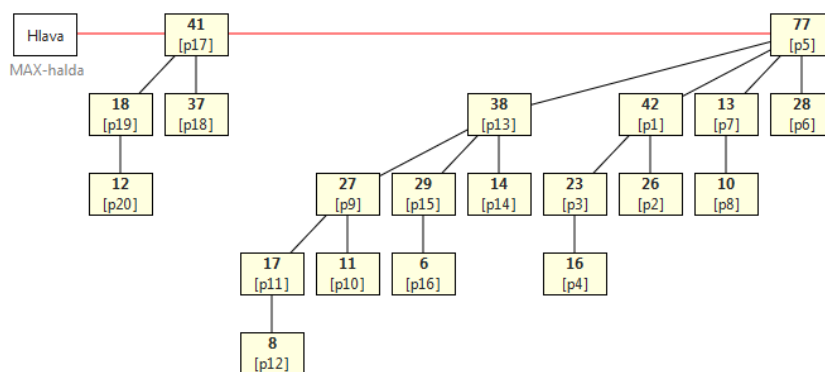 Hlava
41
[p17]
77
[p5]
MAX-halda
18
[p19]
37
[p18]
38
[p13]
42
[p1]
13
[p7]
28
[p6]
12
[p20]
27
[p9]
29
[p15]
14
[p14]
23
[p3]
26
[p2]
10
[p8]
17
[p11]
11
[p10]
6
[p16]
16
[p4]
8
[p12]